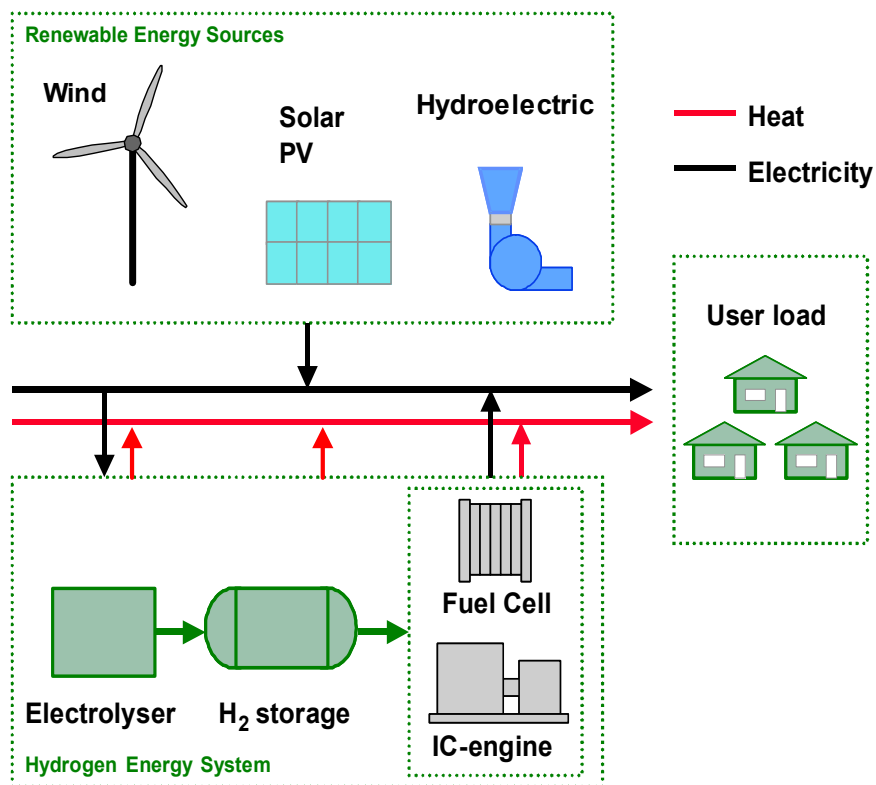 Renewable Energy Sources
Wind
Solar
PV
Hydroelectric
Heat
Electricity
User load
Fuel Cell
Electrolyser
H₂ storage
IC-engine
Hydrogen Energy System